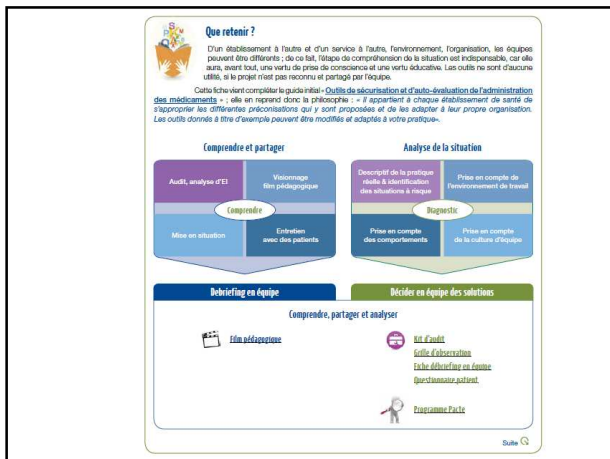 Que retenir ?
D'un établissement à l'autre et d'un service à l'autre, l'environnement, l'organisation, les équipes
peuvent être différents ; de ce fait, l'étape de compréhension de la situation est indispensable, car elle
aura, avant tout, une vertu de prise de conscience et une vertu éducative. Les outils ne sont d'aucune
utilité, si le projet n'est pas reconnu et partagé par l'équipe.
Cette fiche vient compléter le guide initial « Outils de sécurisation et d'auto-évaluation de l'administration
des médicaments » ; elle en reprend donc la philosophie : « Il appartient à chaque établissement de santé de
s'approprier les différentes préconisations qui y sont proposées et de les adapter à leur propre organisation.
Les outils donnés à titre d'exemple peuvent être modifiés et adaptés à votre pratique».
Comprendre et partager
Audit, analyse d'EI
Visionnage
film pédagogique
Comprendre
Mise en situation
Entretien
avec des patients
Analyse de la situation
Descriptif de la pratique
réelle & identification
des situations à risque
Prise en compte de
l'environnement de travail
Diagnostic
Prise en compte
des comportements
Prise en compte
de la culture d'équipe
Debriefing en équipe
Décider en équipe des solutions
Comprendre, partager et analyser
Film pédagogique
Kit d'audit
Grille d'observation
Fiche débriefing en équipe
Questionnaire patient
Programme Pacte
Suite